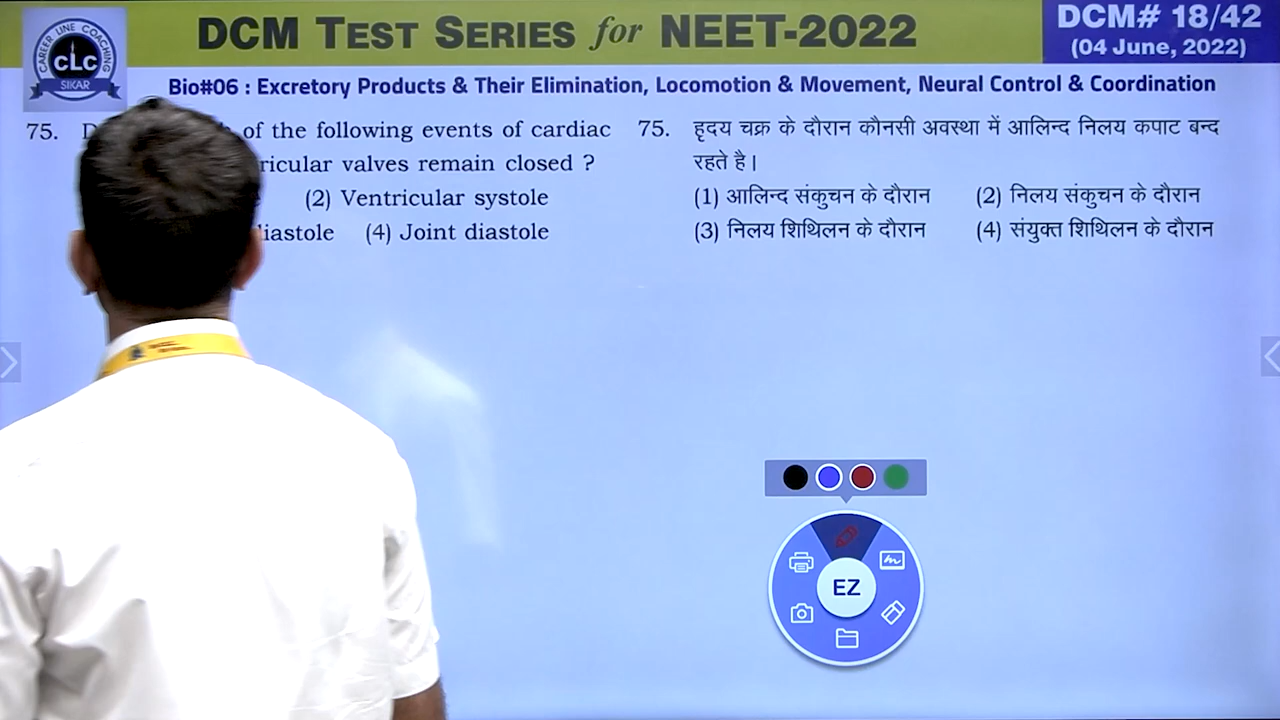 CAREER LINE COACHING
CLC
SIKAR
DCM TEST SERIES for NEET-2022
DCM# 18/42
(04 June, 2022)
Bio#06 : Excretory Products & Their Elimination, Locomotion & Movement, Neural Control & Coordination
75. of the following events of cardiac
valves remain closed ?
(2) Ventricular systole
(4) Joint diastole
75. हृदय चक्र के दौरान कौनसी अवस्था में आलिन्द निलय कपाट बन्द
रहते है।
(1) आलिन्द संकुचन के दौरान (2) निलय संकुचन के दौरान
(3) निलय शिथिलन के दौरान (4) संयुक्त शिथिलन के दौरान
EZ